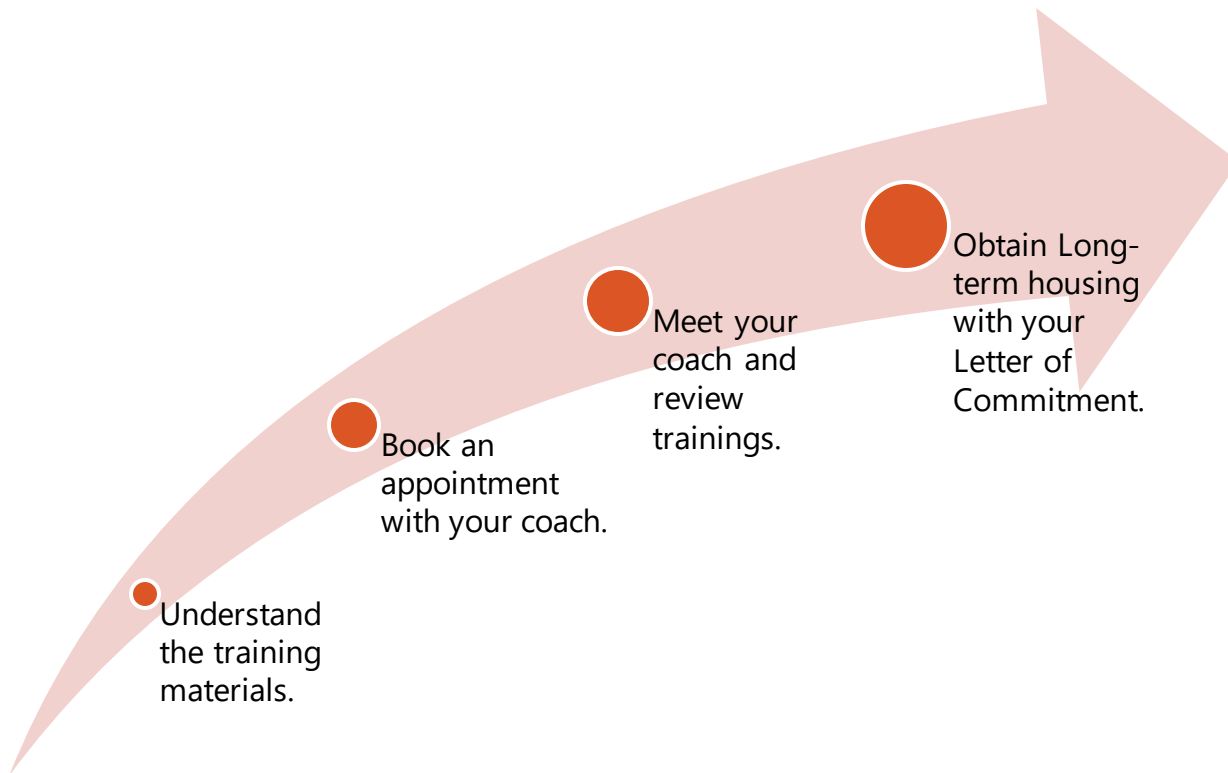 Understand
the training
materials.
Book an
appointment
with your coach.
Meet your
coach and
review
trainings.
Obtain Long-
term housing
with your
Letter of
Commitment.